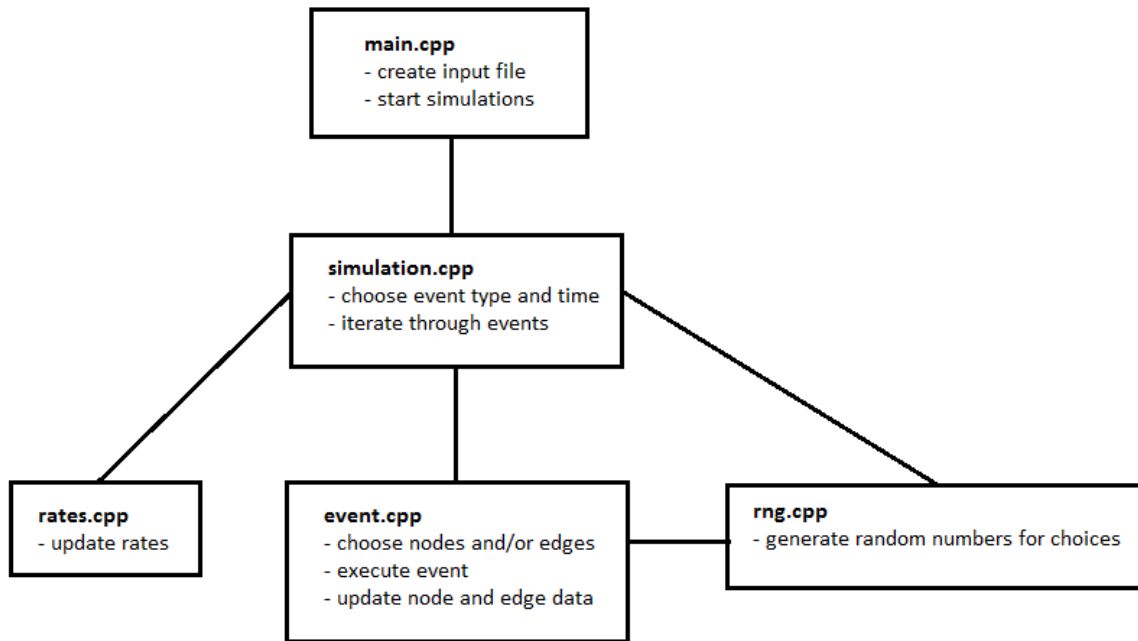 main.cpp
- create input file
- start simulations
simulation.cpp
- choose event type and time
- iterate through events
rates.cpp
- update rates
event.cpp
- choose nodes and/or edges
- execute event
- update node and edge data
rng.cpp
- generate random numbers for choices